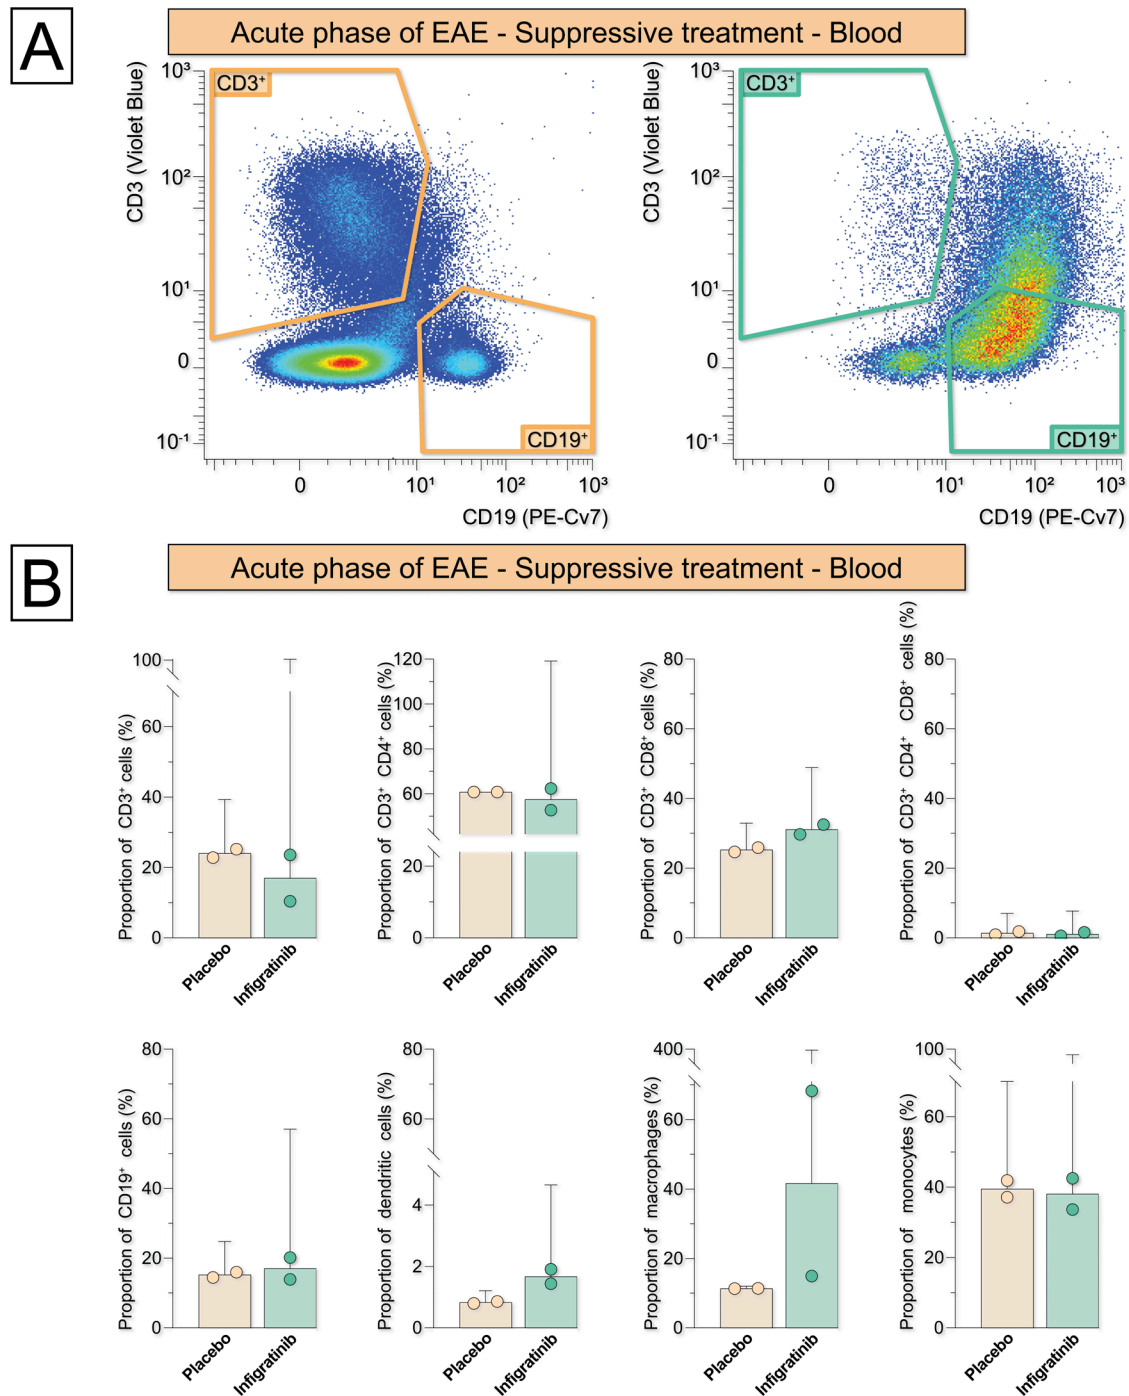 A
Acute phase of EAE - Suppressive treatment - Blood
10³
CD3⁺
10²
10¹
0
10⁻¹
CD3 (Violet Blue)
CD19⁺
0
10¹
10²
10³
CD19 (PE-Cv7)
10³
CD3⁺
10²
10¹
0
10⁻¹
CD3 (Violet Blue)
CD19⁺
0
10¹
10²
10³
CD19 (PE-Cv7)
B
Acute phase of EAE - Suppressive treatment - Blood
Proportion of CD3⁺ cells (%)
100
60
40
20
0
Placebo
Infigratinib
Proportion of CD3⁺ CD4⁺ cells (%)
120
100
80
60
20
0
Placebo
Infigratinib
Proportion of CD3⁺ CD8⁺ cells (%)
80
60
40
20
0
Placebo
Infigratinib
Proportion of CD3⁺ CD4⁺ CD8⁺ cells (%)
80
60
40
20
0
Placebo
Infigratinib
Proportion of CD19⁺ cells (%)
80
60
40
20
0
Placebo
Infigratinib
Proportion of dendritic cells (%)
80
60
4
2
0
Placebo
Infigratinib
Proportion of macrophages (%)
400
60
40
20
0
Placebo
Infigratinib
Proportion of monocytes (%)
100
60
40
20
0
Placebo
Infigratinib